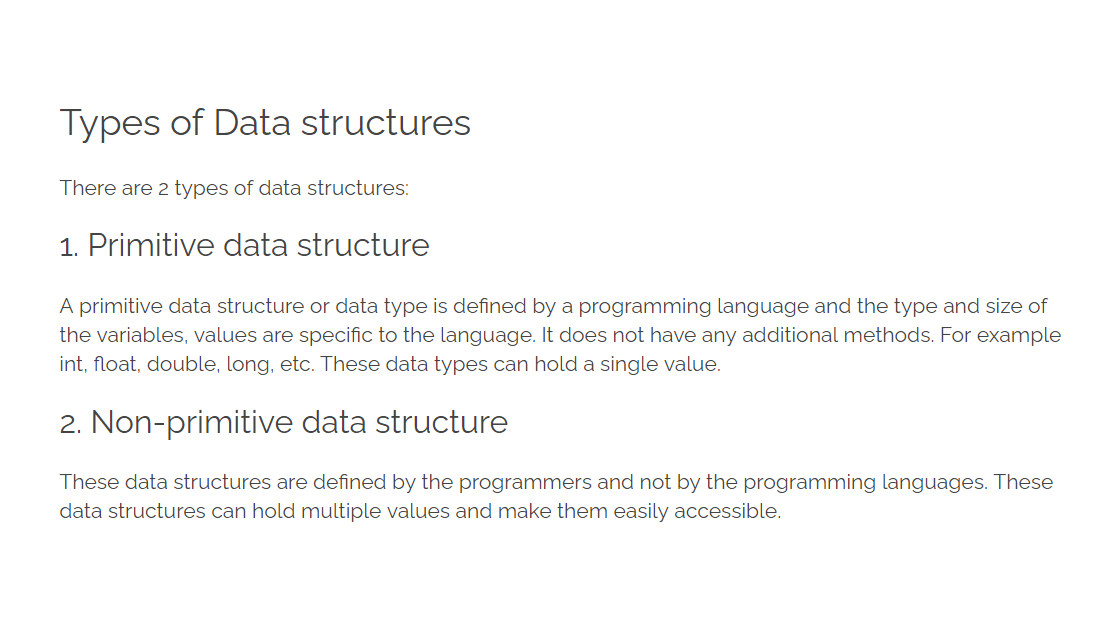 Types of Data structures
There are 2 types of data structures:
1. Primitive data structure
A primitive data structure or data type is defined by a programming language and the type and size of
the variables, values are specific to the language. It does not have any additional methods. For example
int, float, double, long, etc. These data types can hold a single value.
2. Non-primitive data structure
These data structures are defined by the programmers and not by the programming languages. These
data structures can hold multiple values and make them easily accessible.